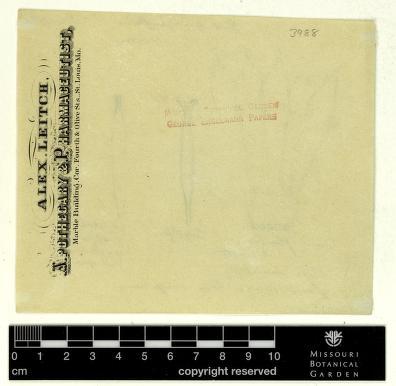 3988
ALEX. LEITCH,
APOTHECARY & PHARMACEUTIST,
Marble Building, Cor. Fourth & Olive Sts., St. Louis, Mo.
GARDEN
GEORGE ENGELMANN PAPERS
0 1 2 3 4 5 6 7 8 9 10
cm
copyright reserved
MISSOURI
BOTANICAL
GARDEN